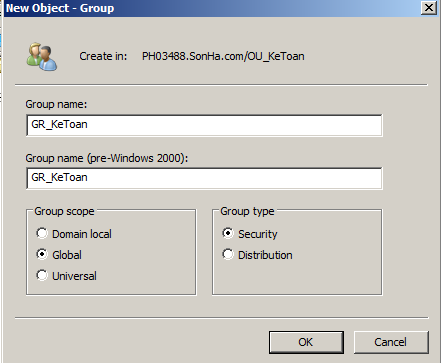 New Object - Group
Create in: PH03488.SonHa.com/OU_KeToan
Group name:
GR_KeToan
Group name (pre-Windows 2000):
GR_KeToan
Group scope
Domain local
Global
Universal
Group type
Security
Distribution
OK
Cancel